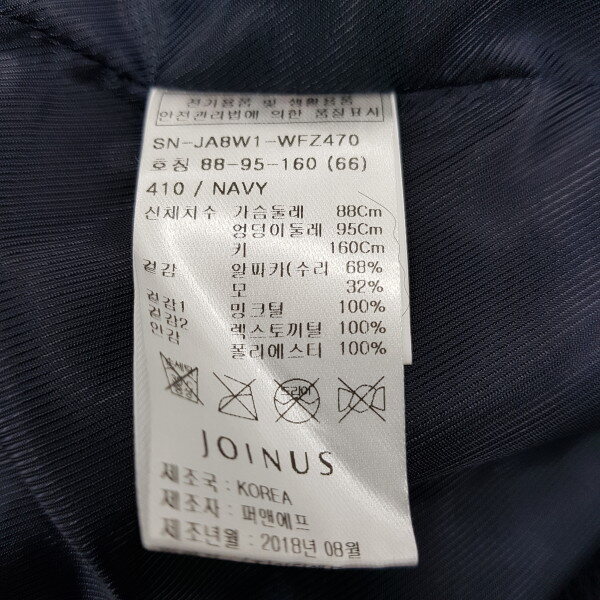 전기용품 및 생활용품
안전관리법에 의한 품질표시
SN-JA8W1-WFZ470
호칭 88-95-160 (66)
410 / NAVY
신체치수 가슴둘레 88Cm
엉덩이둘레 95Cm
키 160Cm
겉감 알파카(수리 68%
모 32%
겉감1 밍크털 100%
겉감2 렉스토끼털 100%
안감 폴리에스터 100%
드라이
JOINUS
제조국 : KOREA
제조자 : 퍼앤에프
제조년월 : 2018년 08월